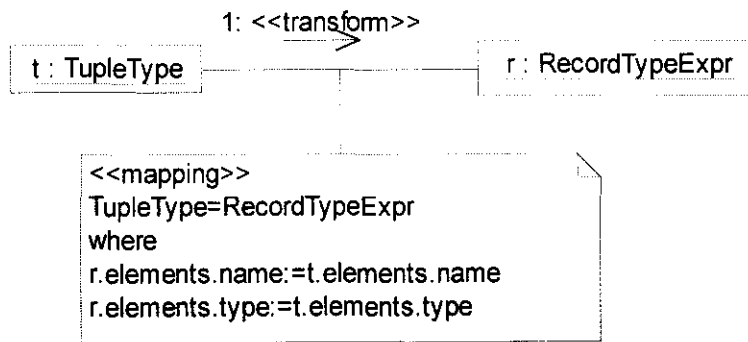 1: <<transform>>
t : TupleType
r : RecordTypeExpr
<<mapping>>
TupleType=RecordTypeExpr
where
r.elements.name:=t.elements.name
r.elements.type:=t.elements.type